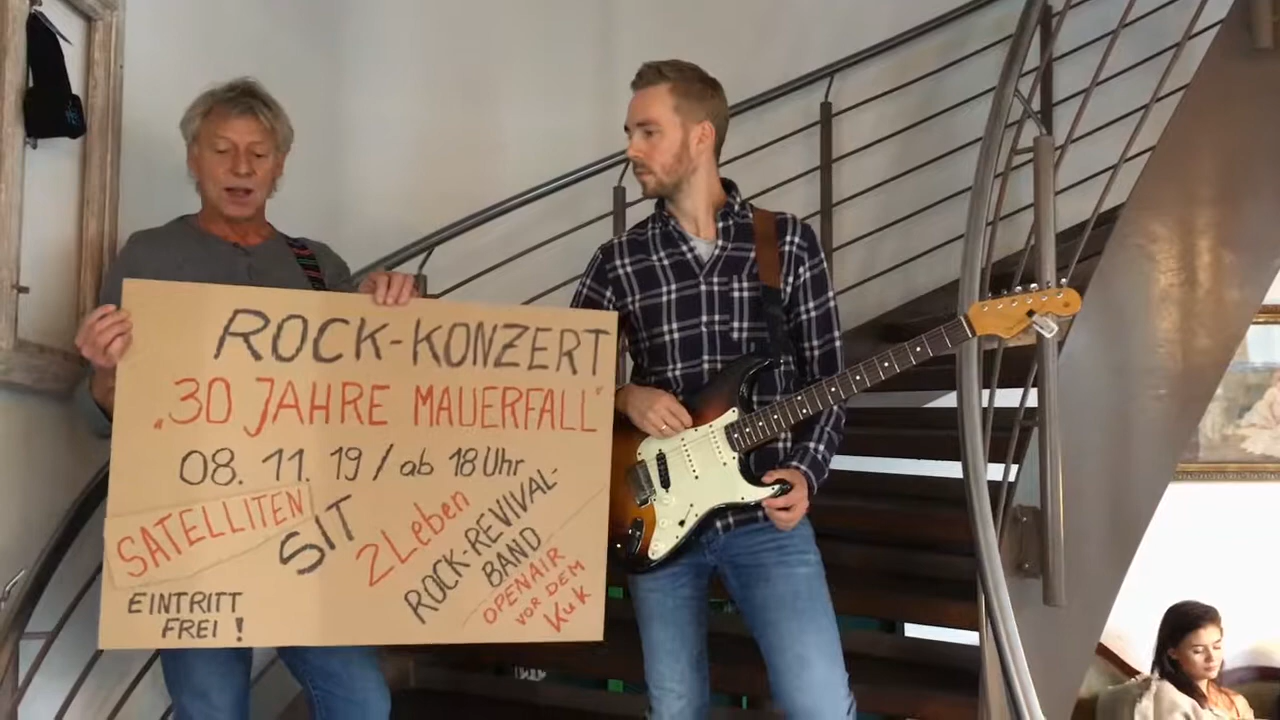 ROCK-KONZERT
„30 JAHRE MAUERFALL“
08. 11. 19 / ab 18 Uhr
SATELLITEN
SIT
2Leben
ROCK-REVIVAL-
BAND
OPENAIR
VOR DEM
KuK
EINTRITT
FREI !